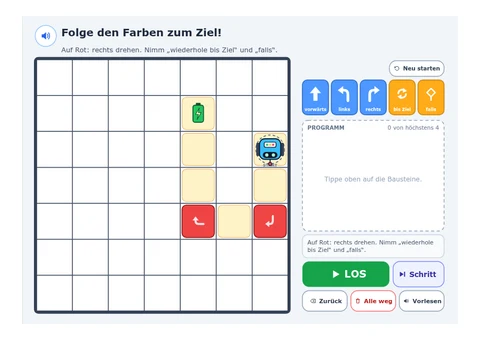 Folge den Farben zum Ziel!
Auf Rot: rechts drehen. Nimm „wiederhole bis Ziel“ und „falls“.
Neu starten
vorwärts
links
rechts
bis Ziel
falls
PROGRAMM
0 von höchstens 4
Tippe oben auf die Bausteine.
Auf Rot: rechts drehen. Nimm „wiederhole
bis Ziel“ und „falls“.
LOS
Schritt
Zurück
Alle weg
Vorlesen